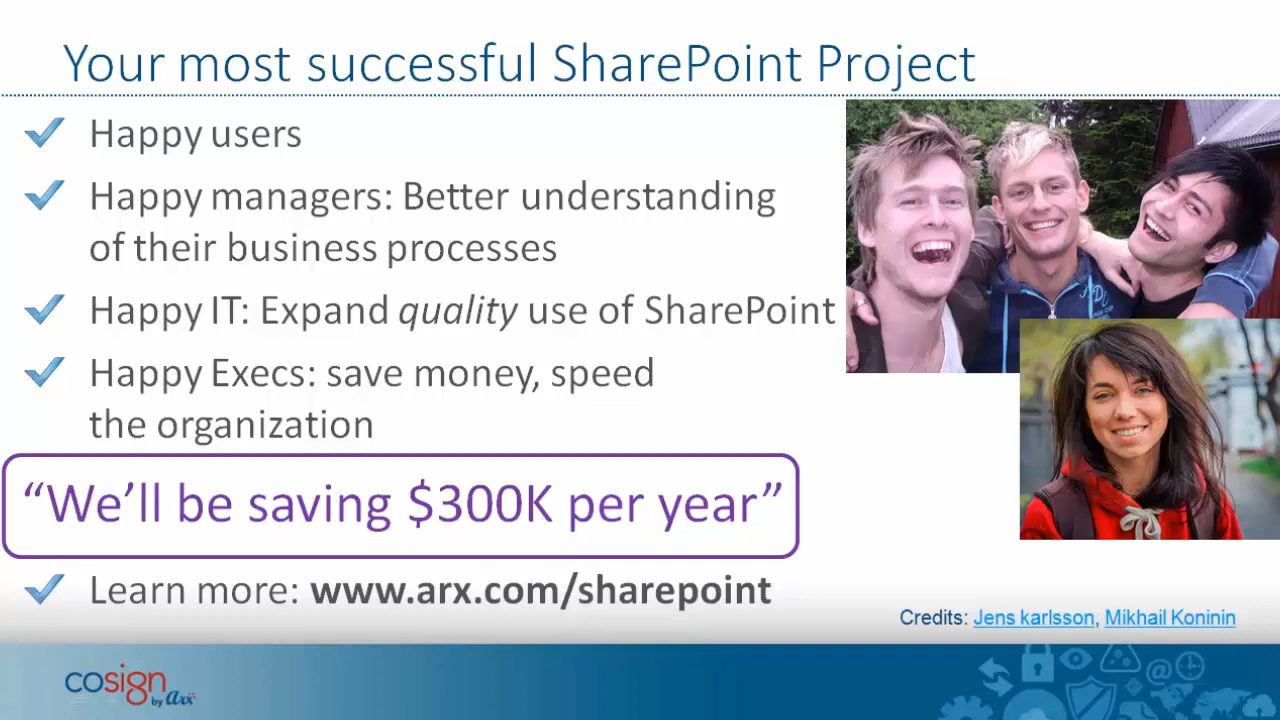 Your most successful SharePoint Project
Happy users
Happy managers: Better understanding
of their business processes
Happy IT: Expand quality use of SharePoint
Happy Execs: save money, speed
the organization
“We’ll be saving $300K per year”
Learn more: www.arx.com/sharepoint
Credits: Jens karlsson, Mikhail Koninin
cosign
by arx